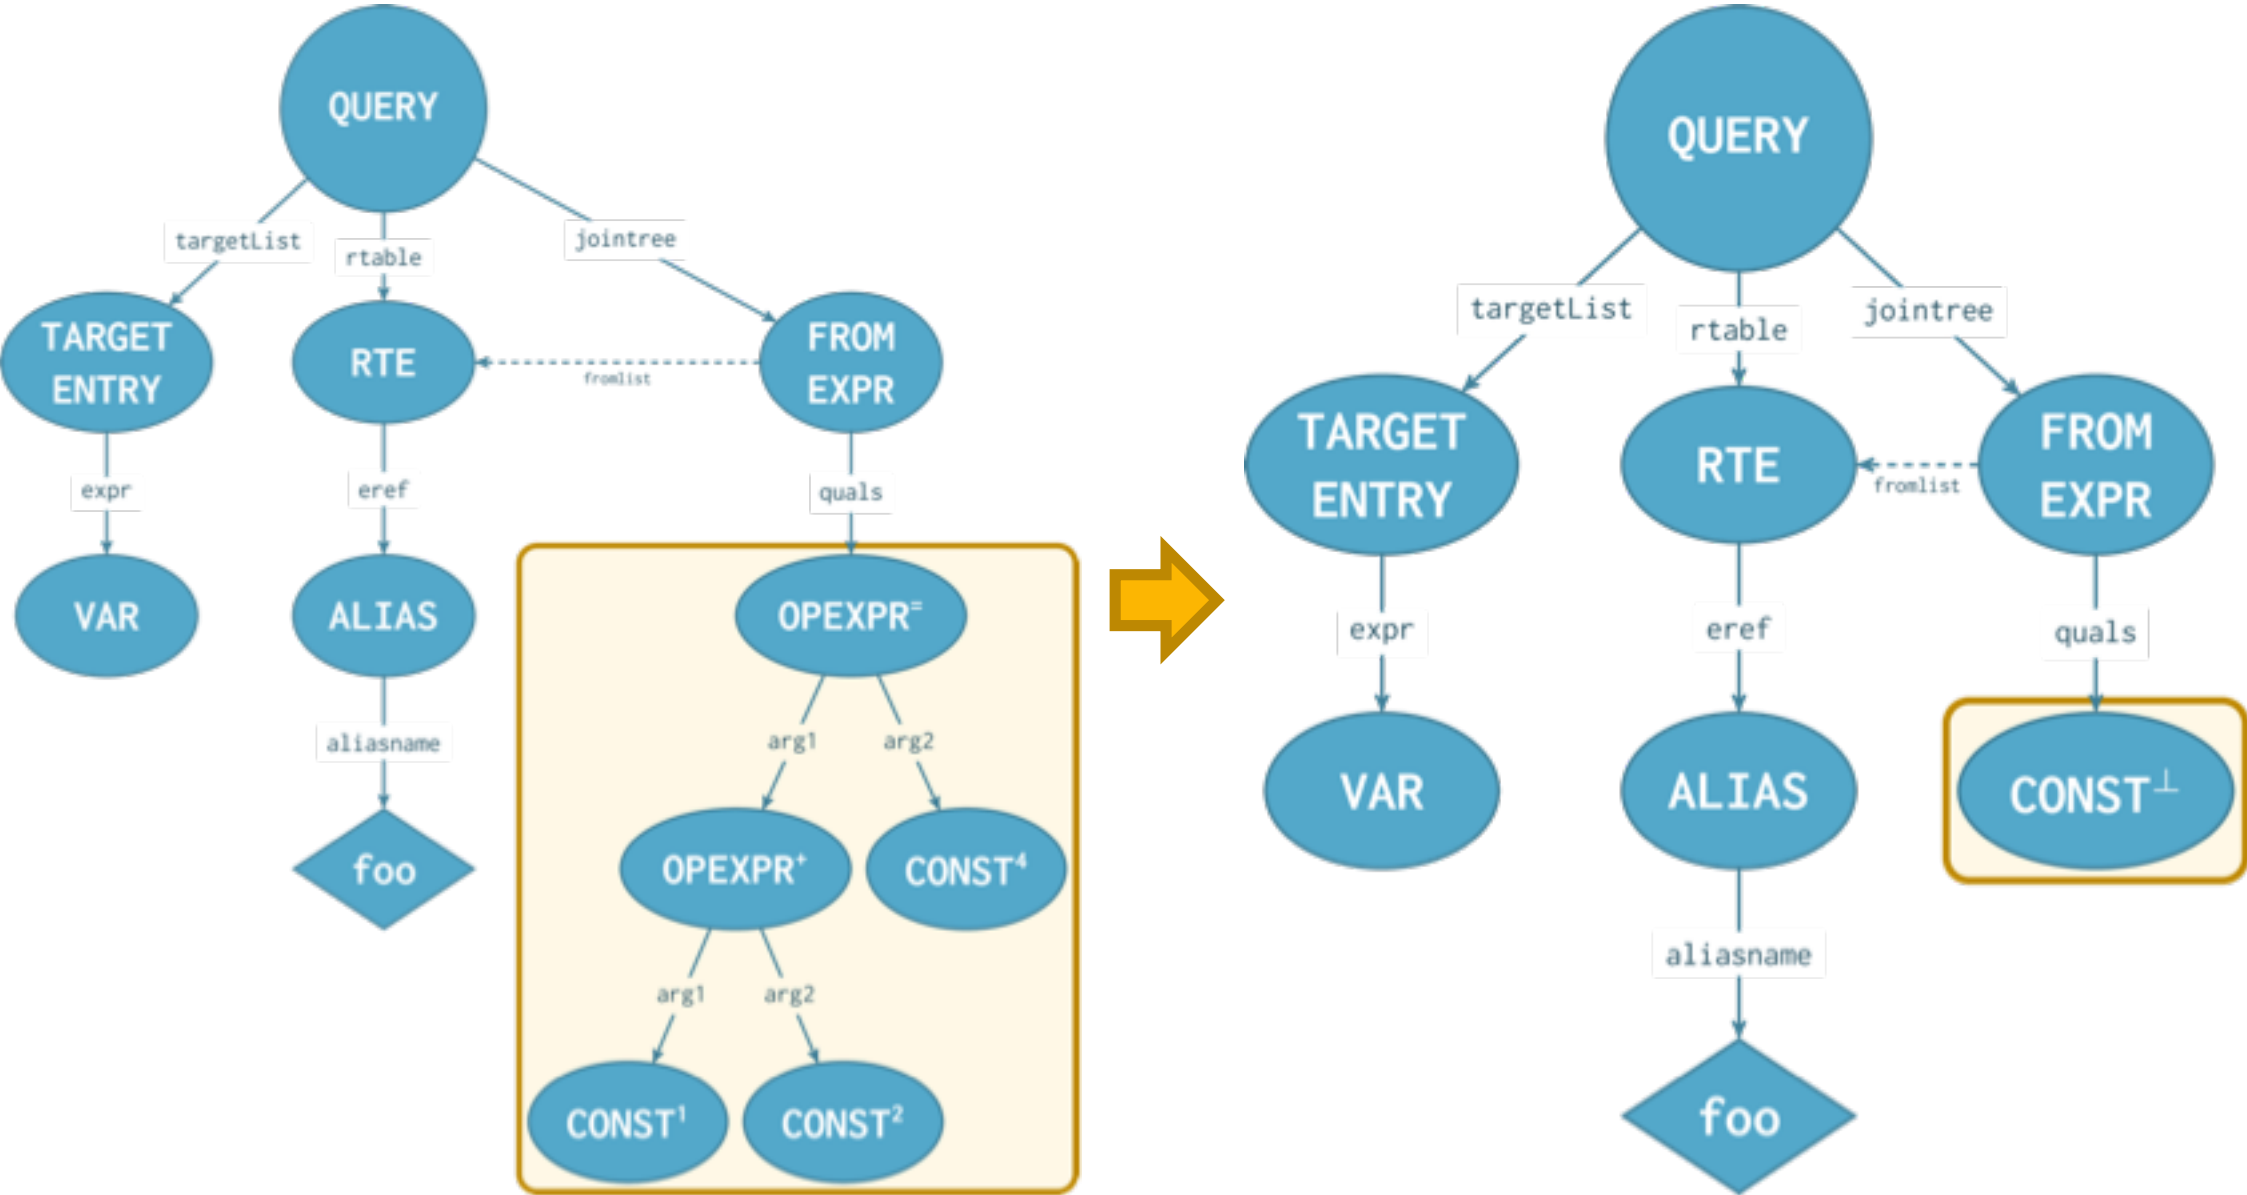 QUERY
targetList
rtable
jointree
TARGET
ENTRY
RTE
fromlist
FROM
EXPR
expr
eref
quals
VAR
ALIAS
OPEXPR⁼
aliasname
arg1
arg2
foo
OPEXPR⁺
CONST⁴
arg1
arg2
CONST¹
CONST²
QUERY
targetList
rtable
jointree
TARGET
ENTRY
RTE
fromlist
FROM
EXPR
expr
eref
quals
VAR
ALIAS
CONST⊥
aliasname
foo